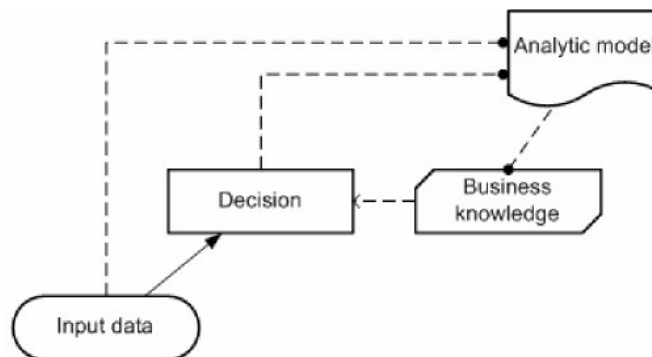 Analytic model
Decision
Business
knowledge
Input data